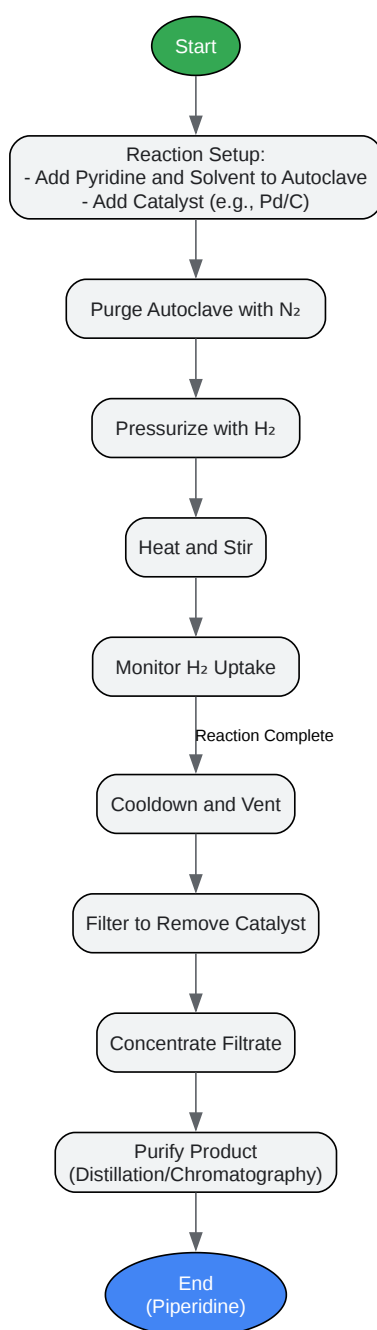 Start
Reaction Setup:
- Add Pyridine and Solvent to Autoclave
- Add Catalyst (e.g., Pd/C)
Purge Autoclave with N₂
Pressurize with H₂
Heat and Stir
Monitor H₂ Uptake
Reaction Complete
Cooldown and Vent
Filter to Remove Catalyst
Concentrate Filtrate
Purify Product
(Distillation/Chromatography)
End
(Piperidine)